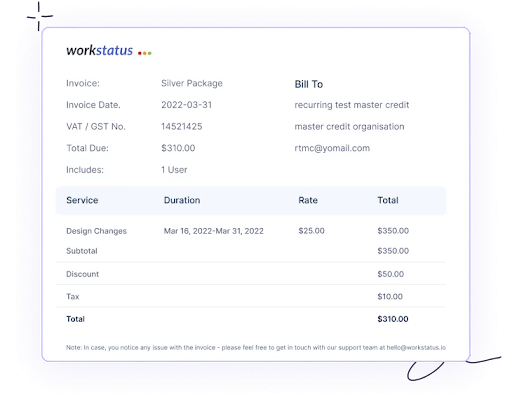 workstatus
Invoice: Silver Package
Bill To
Invoice Date. 2022-03-31 recurring test master credit
VAT / GST No. 14521425 master credit organisation
Total Due: $310.00 rtmc@yomail.com
Includes: 1 User
Service Duration Rate Total
Design Changes Mar 16, 2022-Mar 31, 2022 $25.00 $350.00
Subtotal $350.00
Discount $50.00
Tax $10.00
Total $310.00
Note: In case, you notice any issue with the invoice - please feel free to get in touch with our support team at hello@workstatus.io